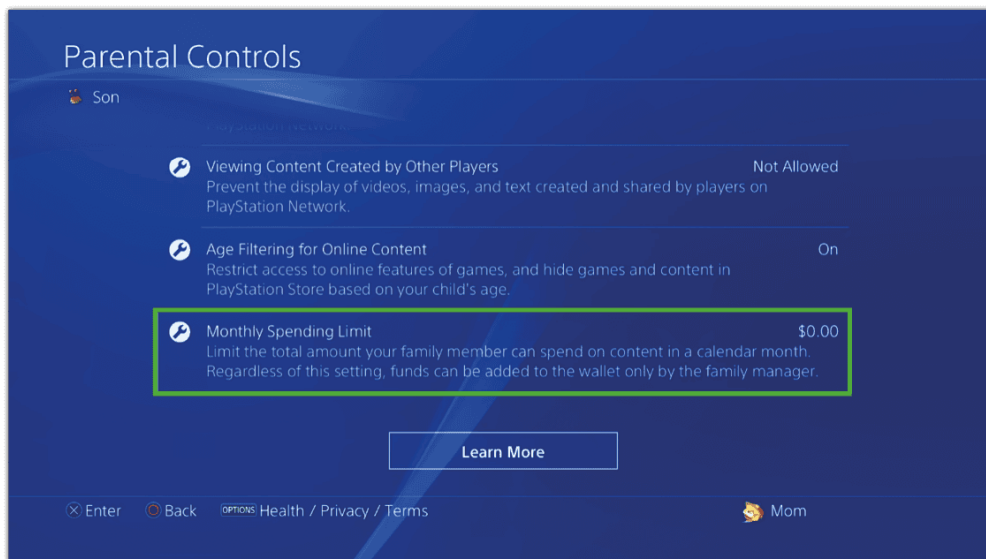 Parental Controls
Son
PlayStation Network.
Viewing Content Created by Other Players Not Allowed
Prevent the display of videos, images, and text created and shared by players on
PlayStation Network.
Age Filtering for Online Content On
Restrict access to online features of games, and hide games and content in
PlayStation Store based on your child's age.
Monthly Spending Limit $0.00
Limit the total amount your family member can spend on content in a calendar month.
Regardless of this setting, funds can be added to the wallet only by the family manager.
Learn More
Enter Back OPTIONS Health / Privacy / Terms Mom